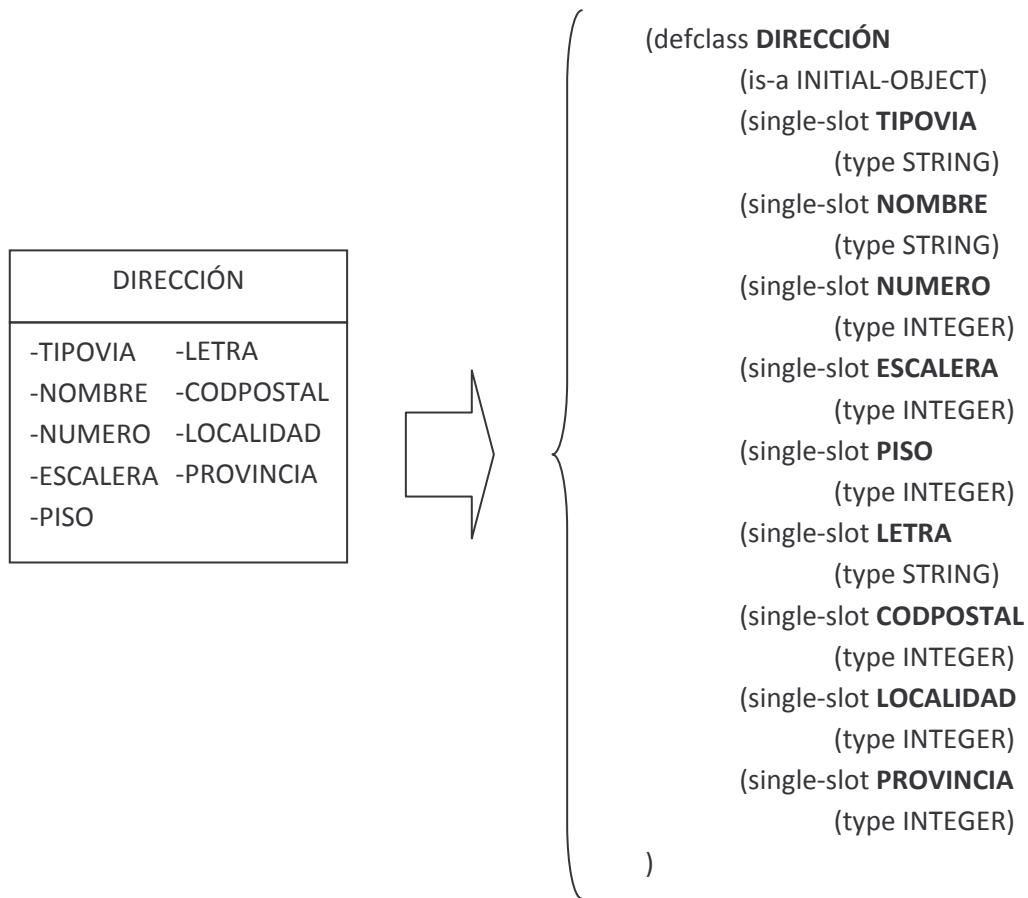 DIRECCIÓN
-TIPOVIA -LETRA
-NOMBRE -CODPOSTAL
-NUMERO -LOCALIDAD
-ESCALERA -PROVINCIA
-PISO
(defclass DIRECCIÓN
(is-a INITIAL-OBJECT)
(single-slot TIPOVIA
(type STRING)
(single-slot NOMBRE
(type STRING)
(single-slot NUMERO
(type INTEGER)
(single-slot ESCALERA
(type INTEGER)
(single-slot PISO
(type INTEGER)
(single-slot LETRA
(type STRING)
(single-slot CODPOSTAL
(type INTEGER)
(single-slot LOCALIDAD
(type INTEGER)
(single-slot PROVINCIA
(type INTEGER)
)